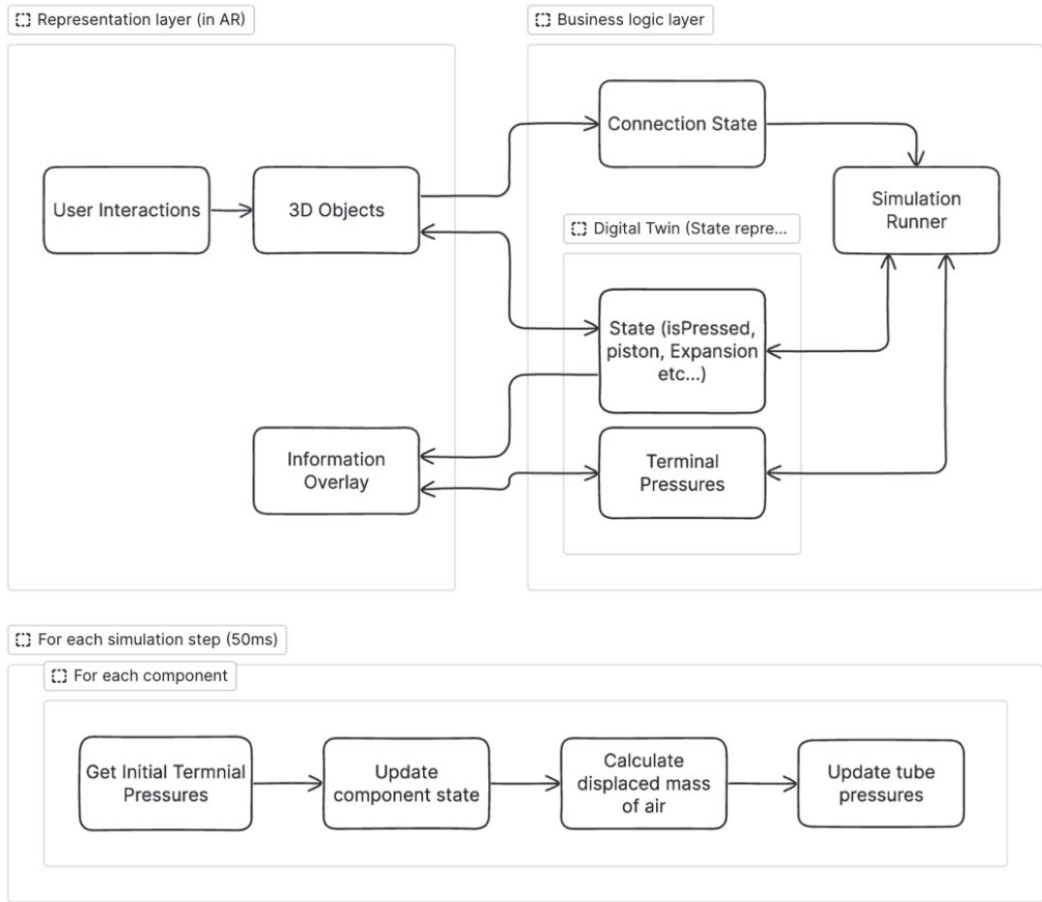 Representation layer (in AR)
Business logic layer
Connection State
User Interactions
3D Objects
Simulation
Runner
Digital Twin (State repre...
State (isPressed,
piston, Expansion
etc...)
Information
Overlay
Terminal
Pressures
For each simulation step (50ms)
For each component
Get Initial Termnial
Pressures
Update
component state
Calculate
displaced mass
of air
Update tube
pressures